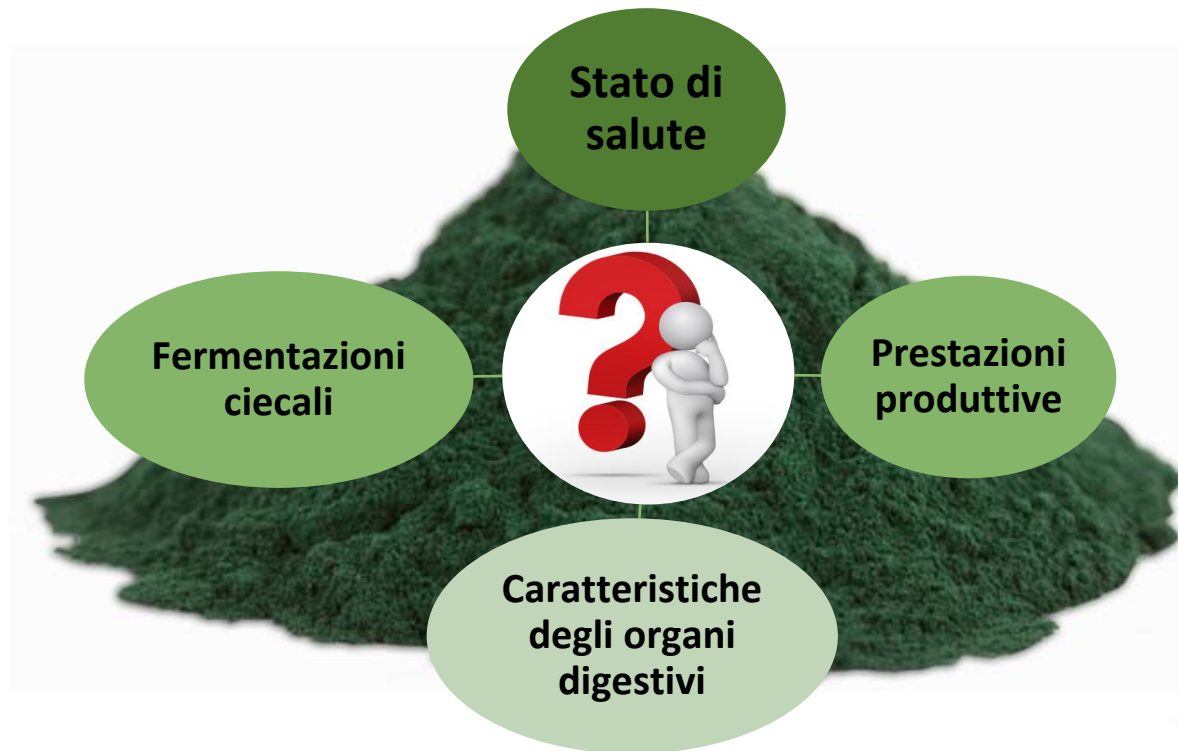 Stato di
salute
Fermentazioni
ciecali
Prestazioni
produttive
Caratteristiche
degli organi
digestivi